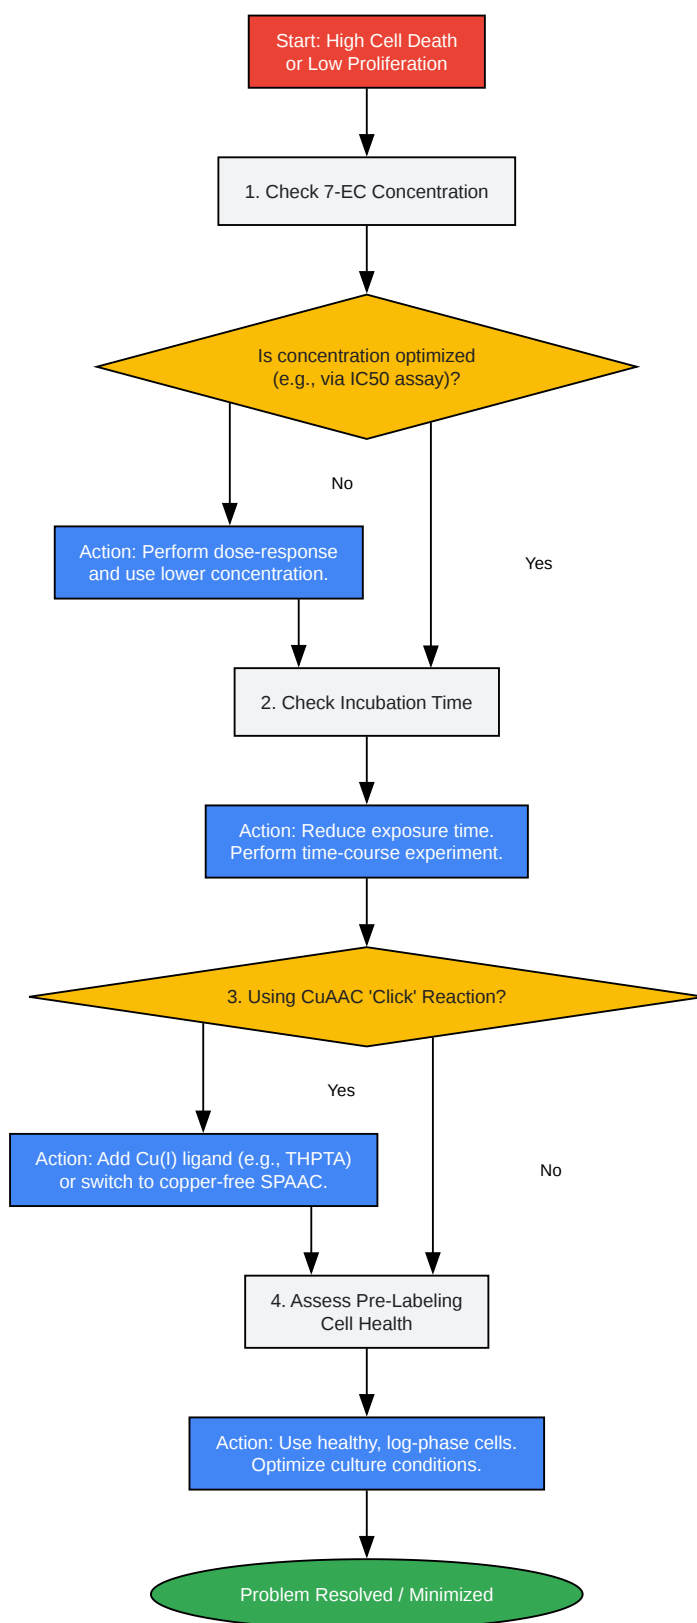 Start: High Cell Death
or Low Proliferation
1. Check 7-EC Concentration
Is concentration optimized
(e.g., via IC50 assay)?
No
Action: Perform dose-response
and use lower concentration.
Yes
2. Check Incubation Time
Action: Reduce exposure time.
Perform time-course experiment.
3. Using CuAAC 'Click' Reaction?
Yes
Action: Add Cu(I) ligand (e.g., THPTA)
or switch to copper-free SPAAC.
No
4. Assess Pre-Labeling
Cell Health
Action: Use healthy, log-phase cells.
Optimize culture conditions.
Problem Resolved / Minimized